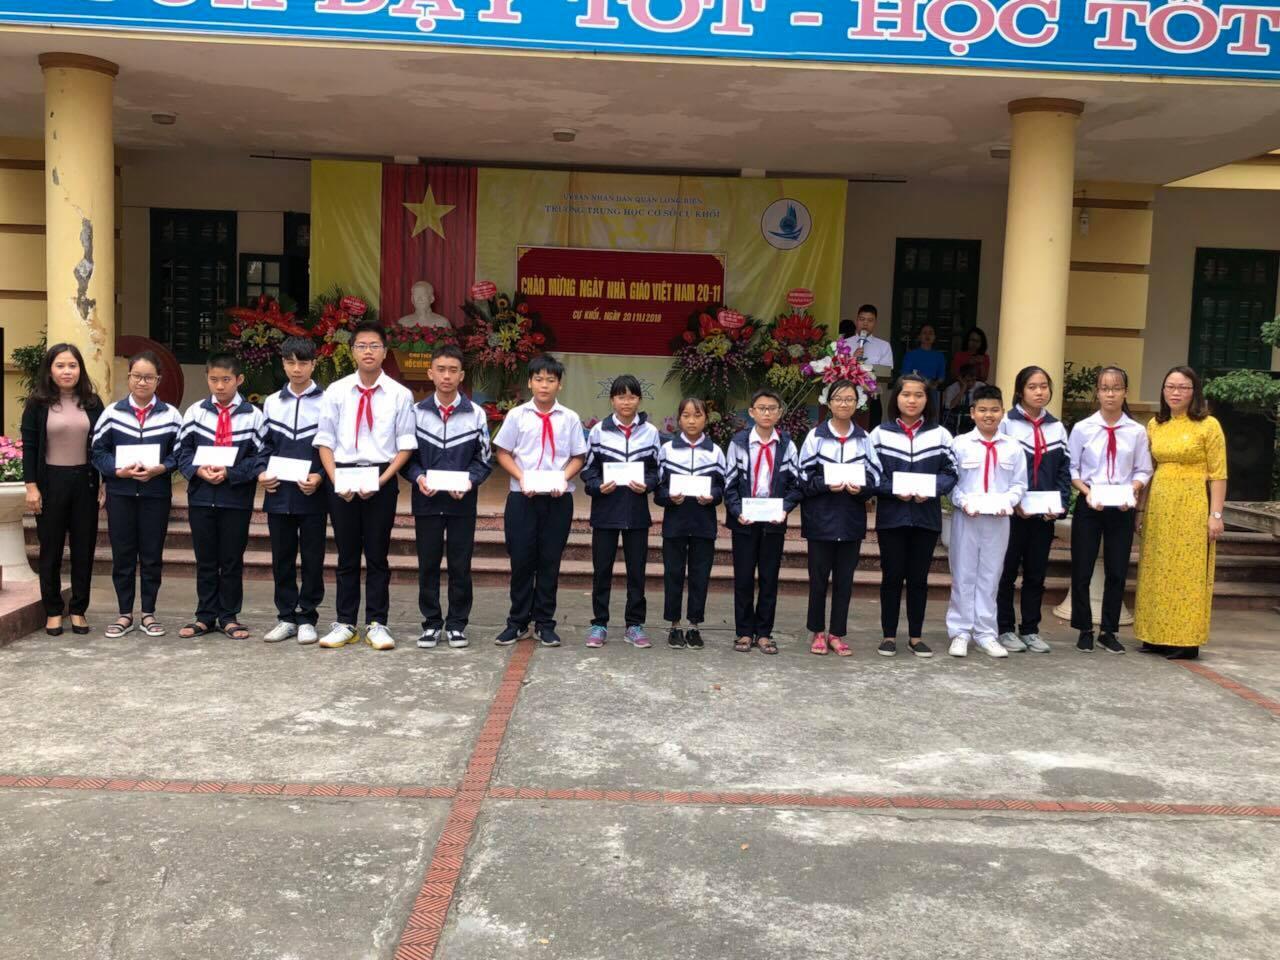 DẠY TỐT - HỌC TỐT
ỦY BAN NHÂN DÂN QUẬN LONG BIÊN
TRƯỜNG TRUNG HỌC CƠ SỞ CỰ KHỐI
CHÀO MỪNG NGÀY NHÀ GIÁO VIỆT NAM 20-11
CỰ KHỐI, NGÀY 20/11/2018